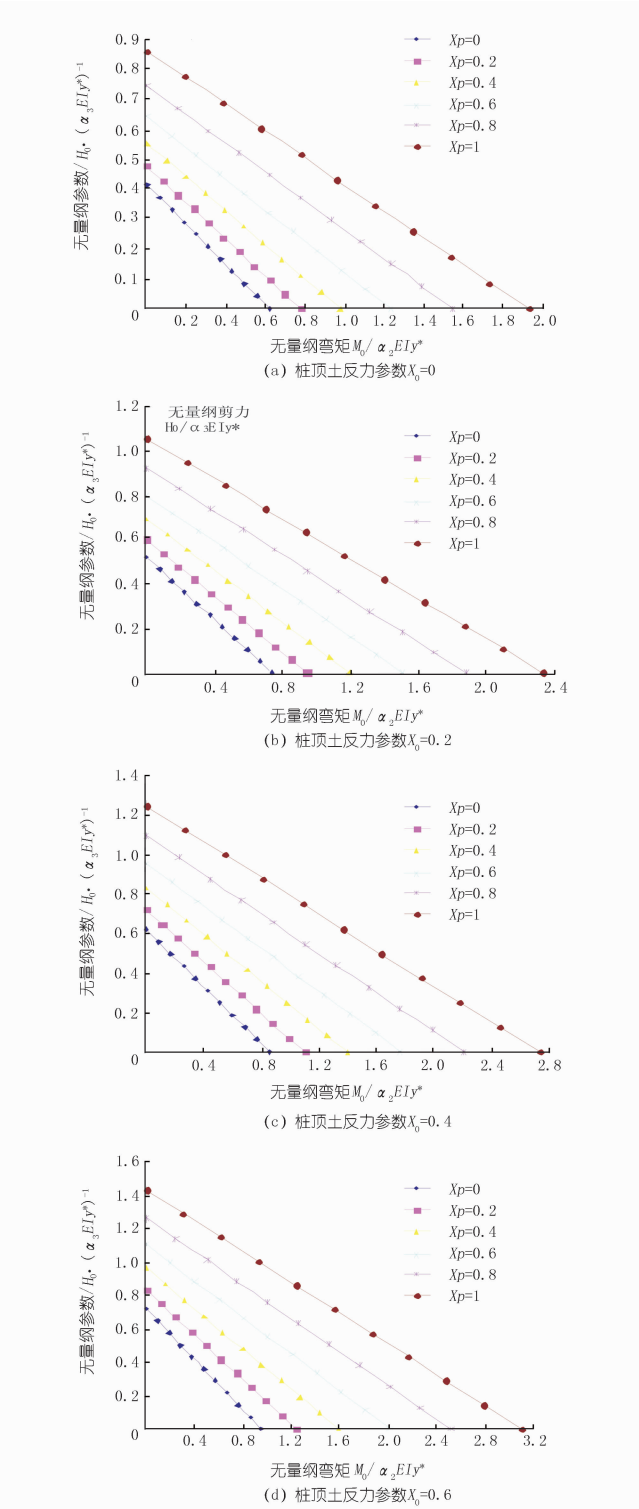 0.9
0.8
0.7
0.6
0.5
0.4
0.3
0.2
0.1
0
无量纲参数/H₀·(α₃EIy*)⁻¹
Xp=0
Xp=0.2
Xp=0.4
Xp=0.6
Xp=0.8
Xp=1
0.2 0.4 0.6 0.8 1.0 1.2 1.4 1.6 1.8 2.0
无量纲弯矩M₀/α₂EIy*
(a) 桩顶土反力参数X₀=0
1.2
1.0
0.8
0.6
0.4
0.2
0
无量纲参数/H₀·(α₃EIy*)⁻¹
无量纲剪力
H0/α3EIy*
Xp=0
Xp=0.2
Xp=0.4
Xp=0.6
Xp=0.8
Xp=1
0.4 0.8 1.2 1.6 2.0 2.4
无量纲弯矩M₀/α₂EIy*
(b) 桩顶土反力参数X₀=0.2
1.4
1.2
1.0
0.8
0.6
0.4
0.2
0
无量纲参数/H₀·(α₃EIy*)⁻¹
Xp=0
Xp=0.2
Xp=0.4
Xp=0.6
Xp=0.8
Xp=1
0.4 0.8 1.2 1.6 2.0 2.4 2.8
无量纲弯矩M₀/α₂EIy*
(c) 桩顶土反力参数X₀=0.4
1.6
1.4
1.2
1.0
0.8
0.6
0.4
0.2
0
无量纲参数/H₀·(α₃EIy*)⁻¹
Xp=0
Xp=0.2
Xp=0.4
Xp=0.6
Xp=0.8
Xp=1
0.4 0.8 1.2 1.6 2.0 2.4 2.8 3.2
无量纲弯矩M₀/α₂EIy*
(d) 桩顶土反力参数X₀=0.6